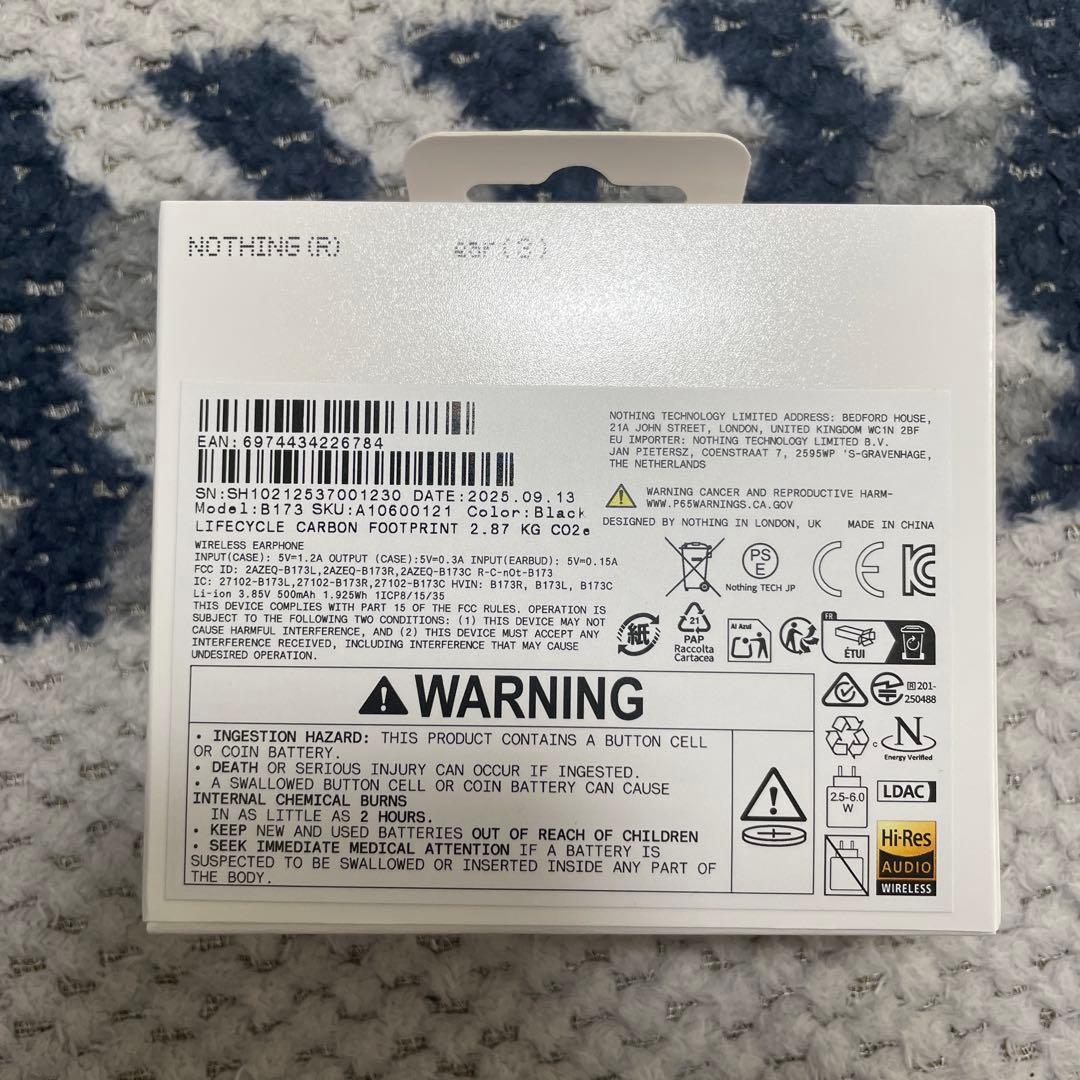 NOTHING (R)
ear (3)
EAN: 6974434226784
SN:SH10212537001230 DATE:2025.09.13
Model:B173 SKU:A10600121 Color:Black
LIFECYCLE CARBON FOOTPRINT 2.87 KG CO2e
WIRELESS EARPHONE
INPUT(CASE): 5V⎓1.2A OUTPUT (CASE):5V⎓0.3A INPUT(EARBUD): 5V⎓0.15A
FCC ID: 2AZEQ-B173L,2AZEQ-B173R,2AZEQ-B173C R-C-nOt-B173
IC: 27102-B173L,27102-B173R,27102-B173C HVIN: B173R, B173L, B173C
Li-ion 3.85V 500mAh 1.925Wh 1ICP8/15/35
THIS DEVICE COMPLIES WITH PART 15 OF THE FCC RULES. OPERATION IS
SUBJECT TO THE FOLLOWING TWO CONDITIONS: (1) THIS DEVICE MAY NOT
CAUSE HARMFUL INTERFERENCE, AND (2) THIS DEVICE MUST ACCEPT ANY
INTERFERENCE RECEIVED, INCLUDING INTERFERENCE THAT MAY CAUSE
UNDESIRED OPERATION.
NOTHING TECHNOLOGY LIMITED ADDRESS: BEDFORD HOUSE,
21A JOHN STREET, LONDON, UNITED KINGDOM WC1N 2BF
EU IMPORTER: NOTHING TECHNOLOGY LIMITED B.V.
JAN PIETERSZ, COENSTRAAT 7, 2595WP 'S-GRAVENHAGE,
THE NETHERLANDS
WARNING CANCER AND REPRODUCTIVE HARM-
WWW.P65WARNINGS.CA.GOV
DESIGNED BY NOTHING IN LONDON, UK MADE IN CHINA
PS
E
Nothing TECH JP
CE
KC
紙
21
PAP
Raccolta
Cartacea
Al Azul
FR
ÉTUI
R 201-
250488
C
N
Energy Verified
2.5-6.0
W
LDAC
Hi-Res
AUDIO
WIRELESS
WARNING
• INGESTION HAZARD: THIS PRODUCT CONTAINS A BUTTON CELL
OR COIN BATTERY.
• DEATH OR SERIOUS INJURY CAN OCCUR IF INGESTED.
• A SWALLOWED BUTTON CELL OR COIN BATTERY CAN CAUSE
INTERNAL CHEMICAL BURNS
IN AS LITTLE AS 2 HOURS.
• KEEP NEW AND USED BATTERIES OUT OF REACH OF CHILDREN
• SEEK IMMEDIATE MEDICAL ATTENTION IF A BATTERY IS
SUSPECTED TO BE SWALLOWED OR INSERTED INSIDE ANY PART OF
THE BODY.